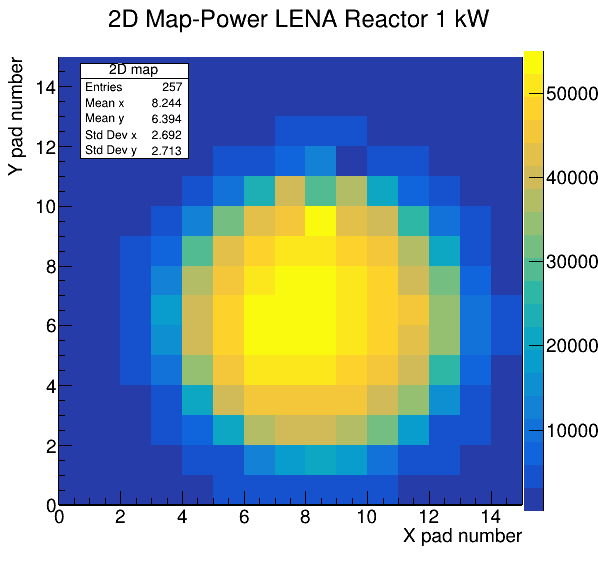 2D Map-Power LENA Reactor 1 kW
2D map
Entries 257
Mean x 8.244
Mean y 6.394
Std Dev x 2.692
Std Dev y 2.713
Y pad number
14
12
10
8
6
4
2
0
0 2 4 6 8 10 12 14
X pad number
50000
40000
30000
20000
10000